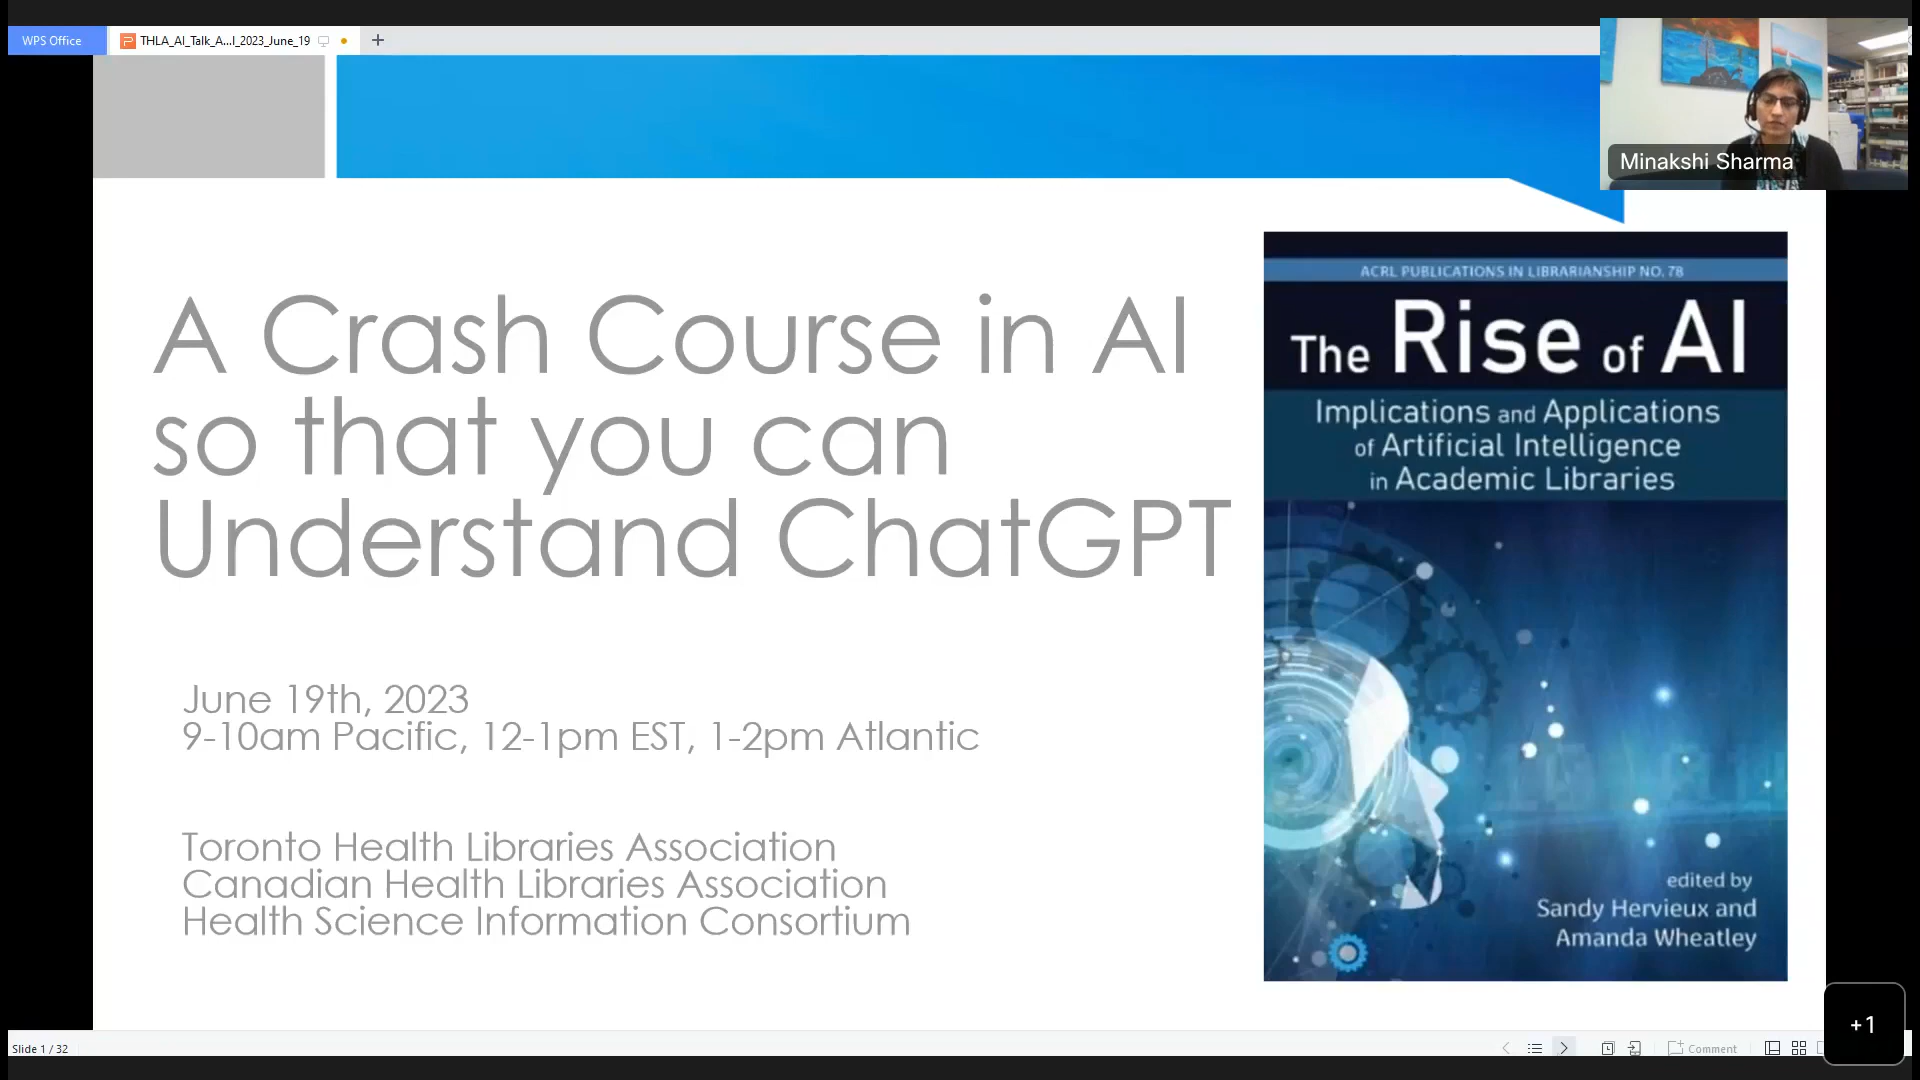 WPS Office
THLA_AI_Talk_A...I_2023_June_19
Minakshi Sharma
A Crash Course in AI
so that you can
Understand ChatGPT
June 19th, 2023
9-10am Pacific, 12-1pm EST, 1-2pm Atlantic
Toronto Health Libraries Association
Canadian Health Libraries Association
Health Science Information Consortium
ACRL PUBLICATIONS IN LIBRARIANSHIP NO. 78
The Rise of AI
Implications and Applications
of Artificial Intelligence
in Academic Libraries
edited by
Sandy Hervieux and
Amanda Wheatley
+1
Slide 1 / 32
Comment